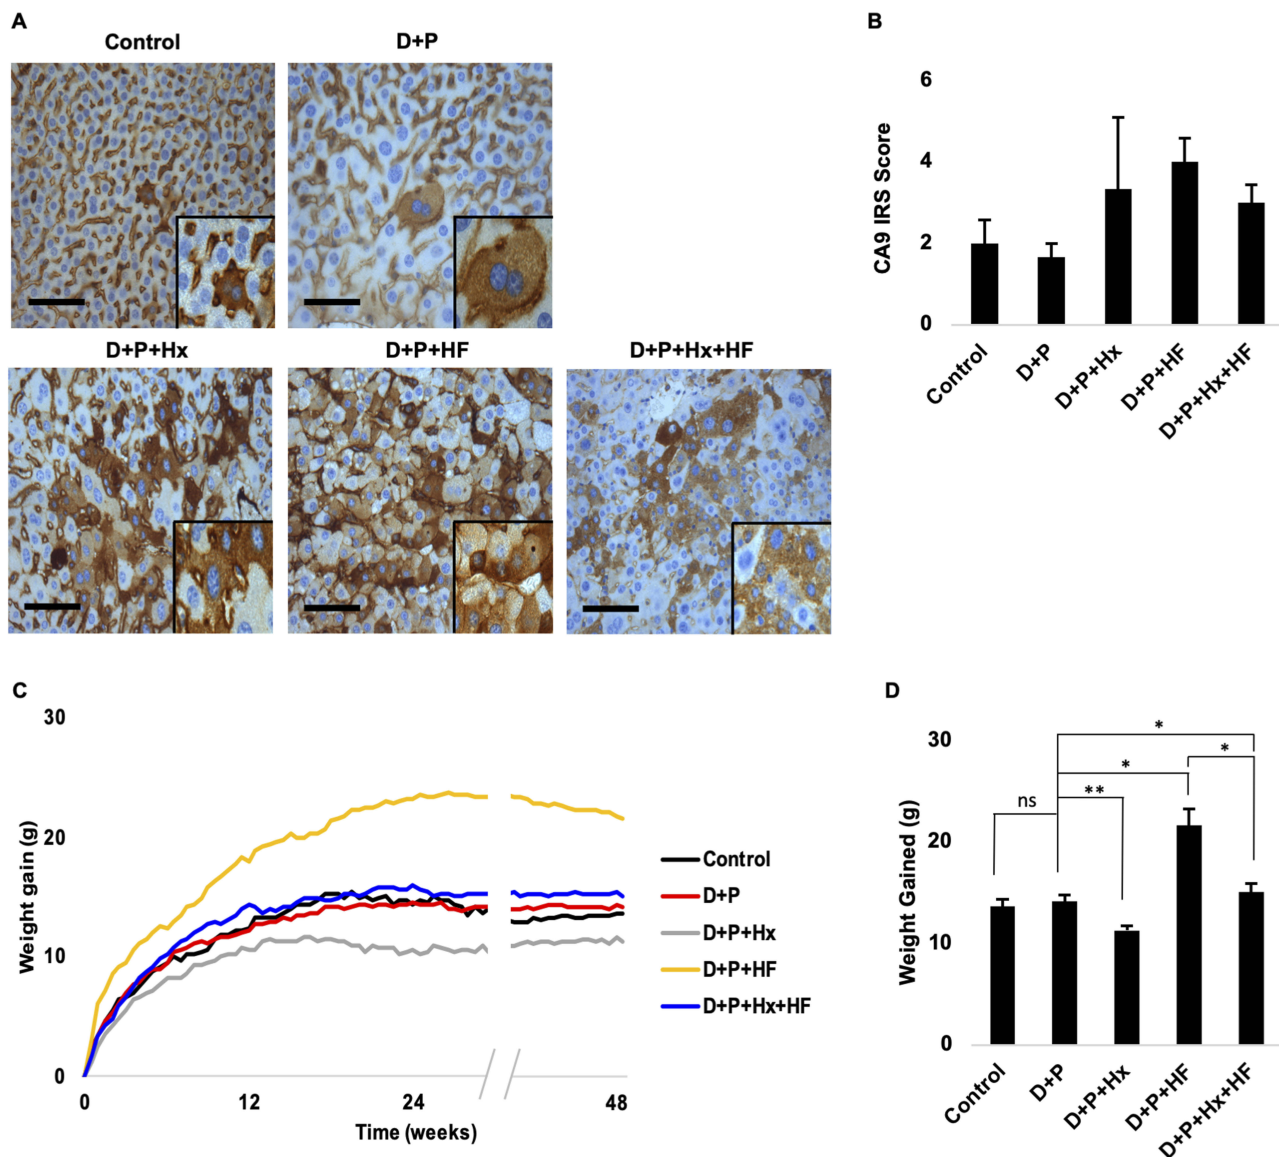 A
Control
D+P
D+P+Hx
D+P+HF
D+P+Hx+HF
B
CA9 IRS Score
6
4
2
0
Control
D+P
D+P+Hx
D+P+HF
D+P+Hx+HF
C
Weight gain (g)
30
20
10
0
0
12
24
48
Time (weeks)
Control
D+P
D+P+Hx
D+P+HF
D+P+Hx+HF
D
Weight Gained (g)
30
20
10
0
*
*
*
**
ns
Control
D+P
D+P+Hx
D+P+HF
D+P+Hx+HF